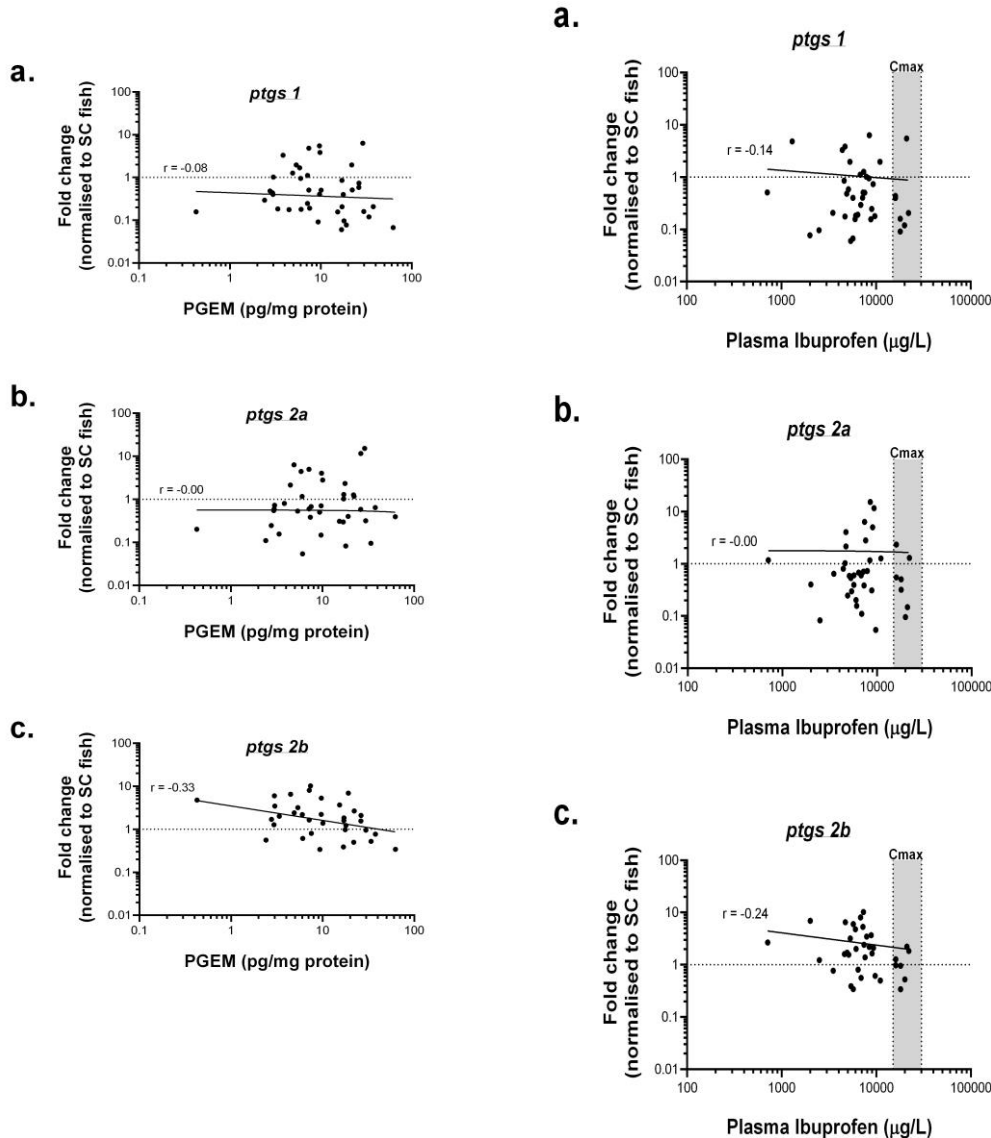 a.
ptgs 1
Fold change
(normalised to SC fish)
100
10
1
0.1
0.01
r = -0.08
0.1 1 10 100
PGEM (pg/mg protein)
b.
ptgs 2a
Fold change
(normalised to SC fish)
100
10
1
0.1
0.01
r = -0.00
0.1 1 10 100
PGEM (pg/mg protein)
c.
ptgs 2b
Fold change
(normalised to SC fish)
100
10
1
0.1
0.01
r = -0.33
0.1 1 10 100
PGEM (pg/mg protein)
a.
ptgs 1
Cmax
Fold change
(normalised to SC fish)
100
10
1
0.1
0.01
r = -0.14
100 1000 10000 100000
Plasma Ibuprofen (µg/L)
b.
ptgs 2a
Cmax
Fold change
(normalised to SC fish)
100
10
1
0.1
0.01
r = -0.00
100 1000 10000 100000
Plasma Ibuprofen (µg/L)
c.
ptgs 2b
Cmax
Fold change
(normalised to SC fish)
100
10
1
0.1
0.01
r = -0.24
100 1000 10000 100000
Plasma Ibuprofen (µg/L)